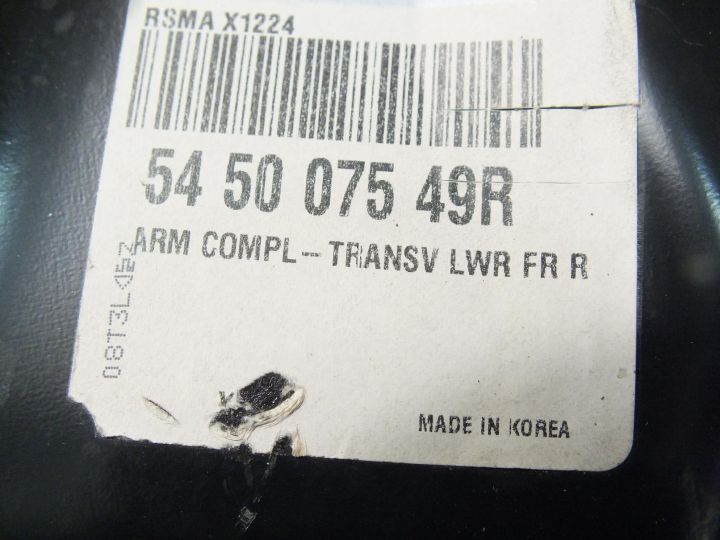 RSMA X1224
54 50 075 49R
ARM COMPL-TRANSV LWR FR R
MADE IN KOREA